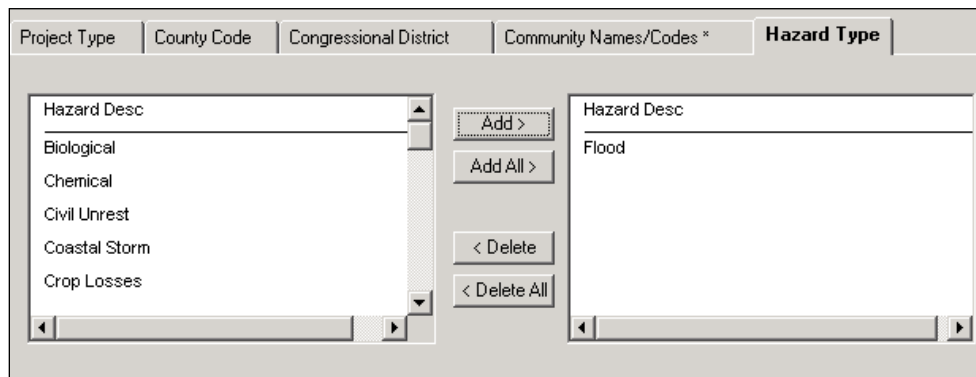 Project Type County Code Congressional District Community Names/Codes * Hazard Type
Hazard Desc
Biological
Chemical
Civil Unrest
Coastal Storm
Crop Losses
Add >
Add All >
< Delete
< Delete All
Hazard Desc
Flood